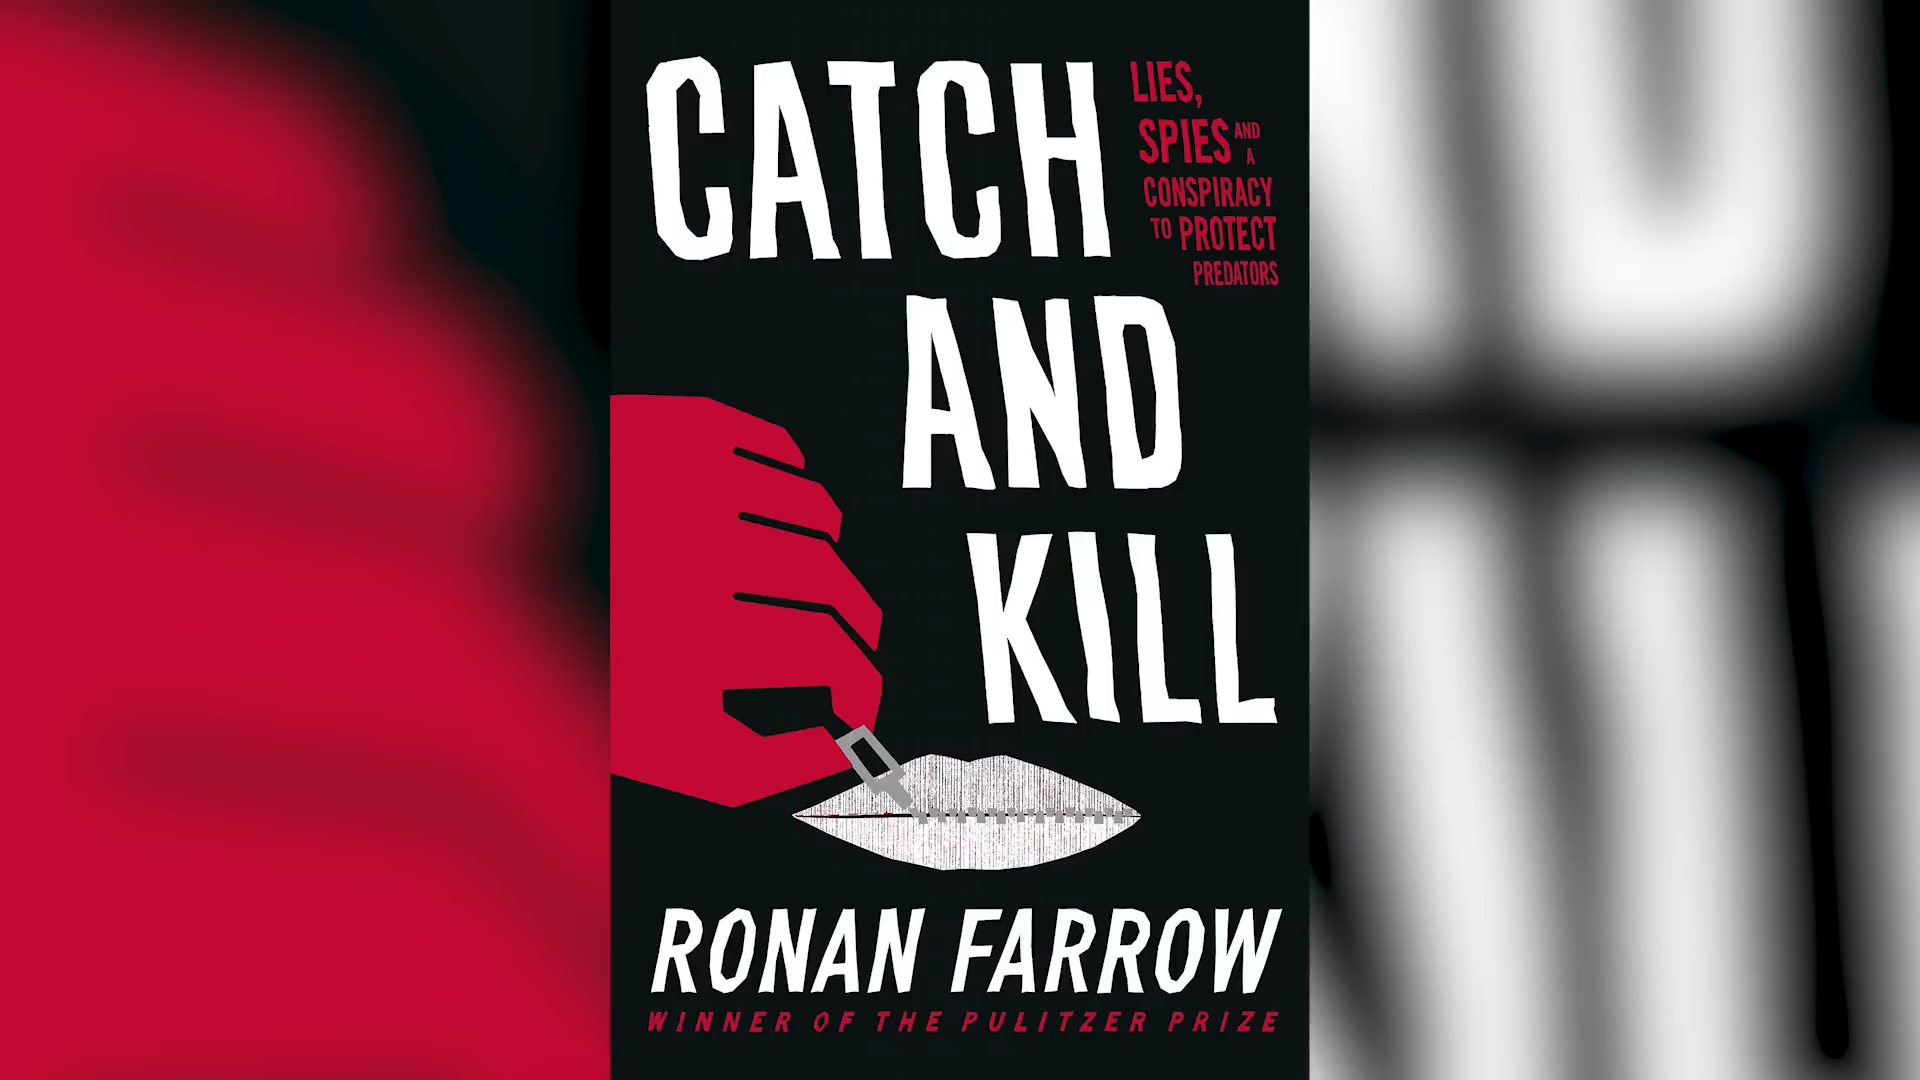 CATCH
AND
KILL
LIES,
SPIES AND
A
CONSPIRACY
TO PROTECT
PREDATORS
RONAN FARROW
WINNER OF THE PULITZER PRIZE